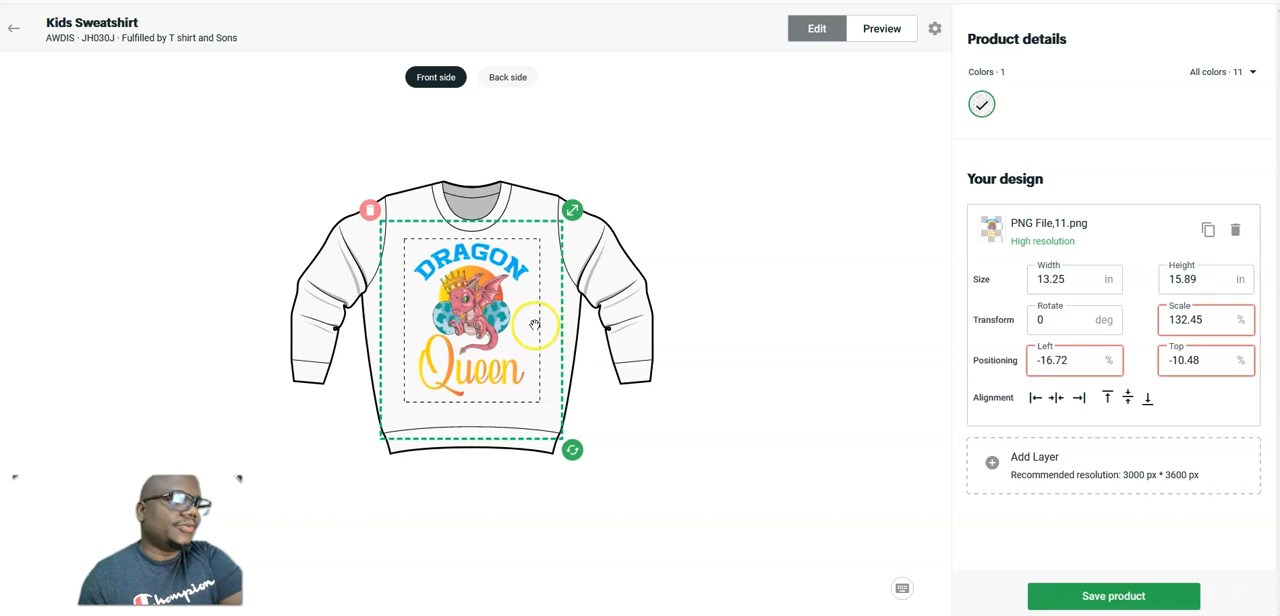 Kids Sweatshirt
AWDIS · JH030J · Fulfilled by T shirt and Sons
Edit
Preview
Front side
Back side
DRAGON
Queen
Champion
Product details
Colors · 1
All colors · 11
Your design
PNG File,11.png
High resolution
Size
Width
13.25 in
Height
15.89 in
Transform
Rotate
0 deg
Scale
132.45 %
Positioning
Left
-16.72 %
Top
-10.48 %
Alignment
Add Layer
Recommended resolution: 3000 px * 3600 px
Save product